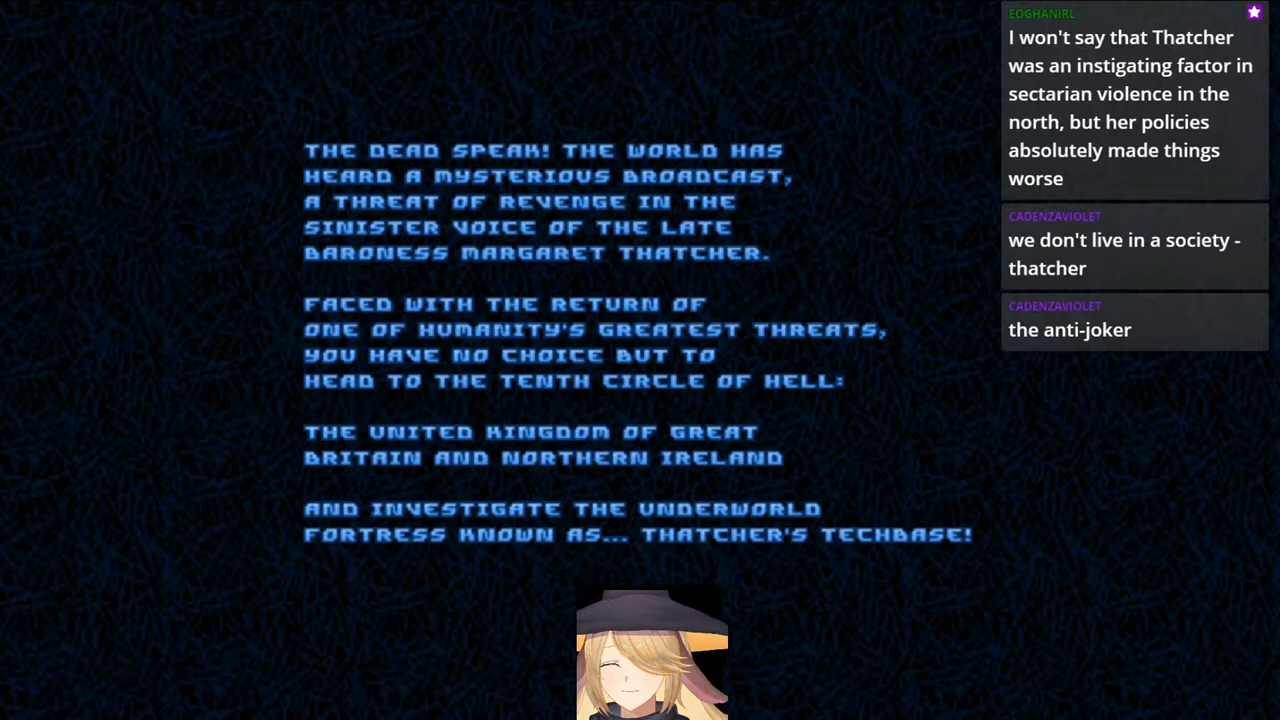 THE DEAD SPEAK! THE WORLD HAS
HEARD A MYSTERIOUS BROADCAST,
A THREAT OF REVENGE IN THE
SINISTER VOICE OF THE LATE
BARONESS MARGARET THATCHER.
FACED WITH THE RETURN OF
ONE OF HUMANITY'S GREATEST THREATS,
YOU HAVE NO CHOICE BUT TO
HEAD TO THE TENTH CIRCLE OF HELL:
THE UNITED KINGDOM OF GREAT
BRITAIN AND NORTHERN IRELAND
AND INVESTIGATE THE UNDERWORLD
FORTRESS KNOWN AS... THATCHER'S TECHBASE!
EOGHANIRL
I won't say that Thatcher
was an instigating factor in
sectarian violence in the
north, but her policies
absolutely made things
worse
CADENZAVIOLET
we don't live in a society -
thatcher
CADENZAVIOLET
the anti-joker